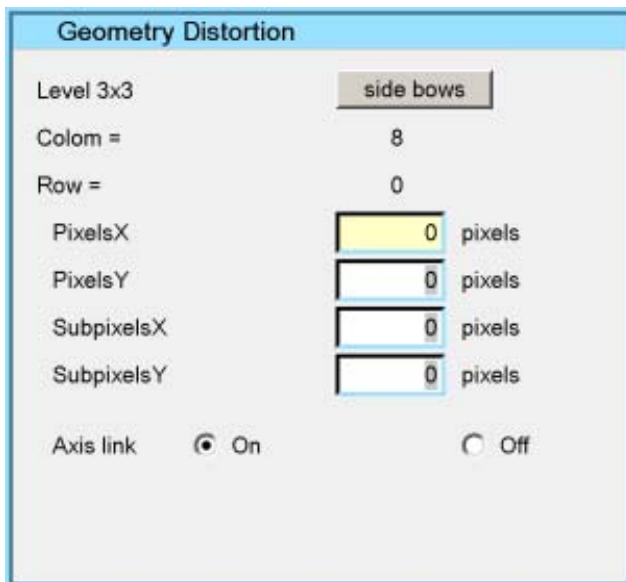 Geometry Distortion
Level 3x3 side bows
Colom = 8
Row = 0
PixelsX 0 pixels
PixelsY 0 pixels
SubpixelsX 0 pixels
SubpixelsY 0 pixels
Axis link On Off